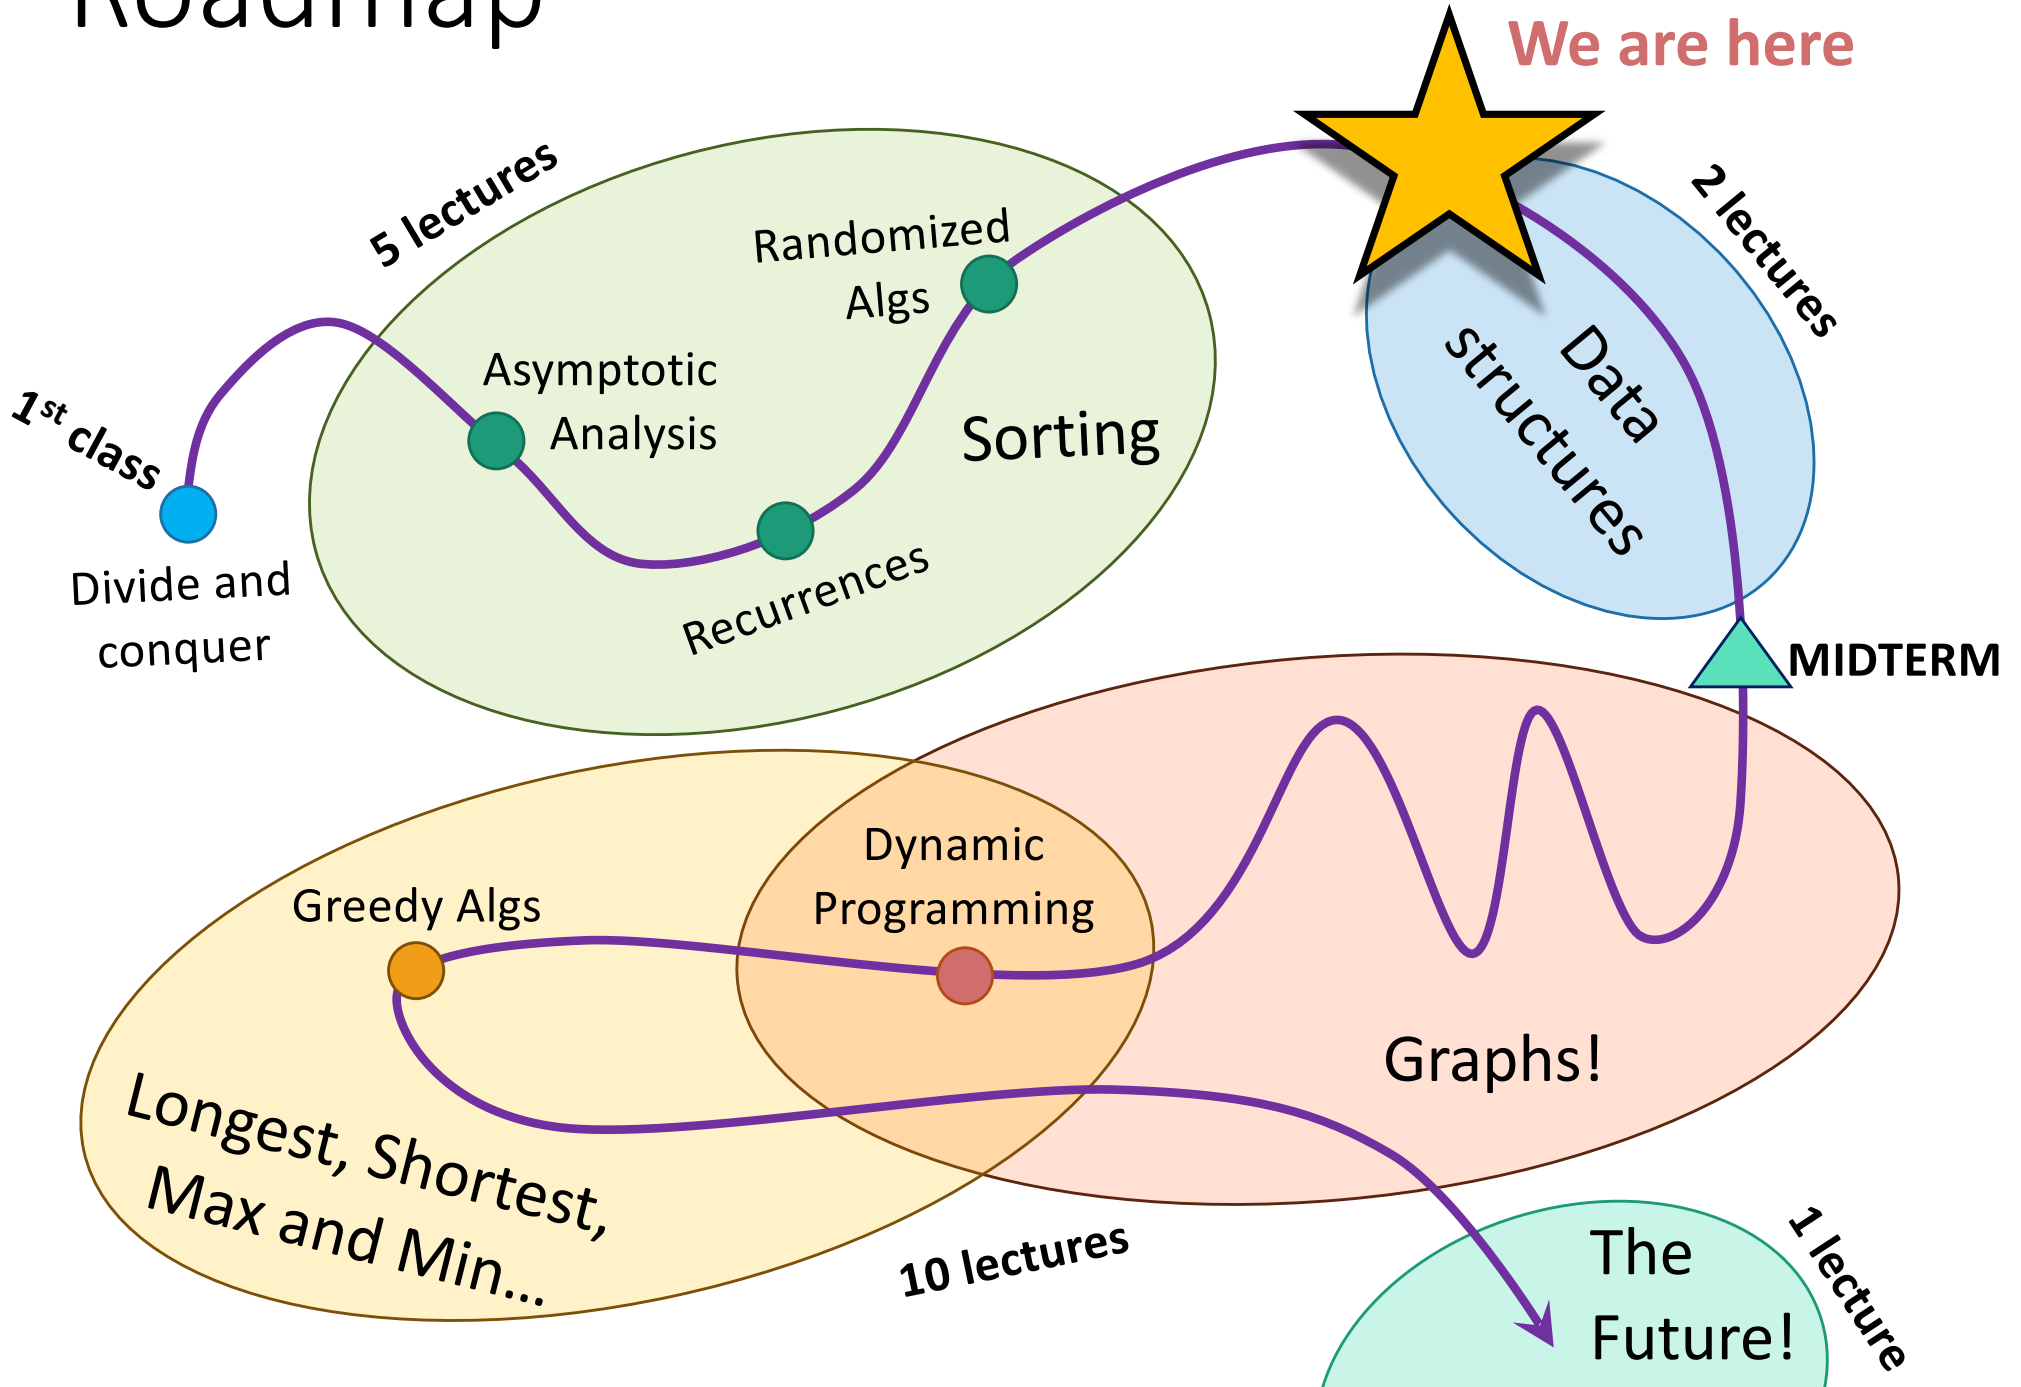 Roadmap
We are here
5 lectures
2 lectures
Randomized
Algs
Asymptotic
Analysis
Sorting
Data
structures
1st class
Recurrences
Divide and
conquer
MIDTERM
Dynamic
Programming
Greedy Algs
Graphs!
Longest, Shortest,
Max and Min...
10 lectures
1 lecture
The
Future!